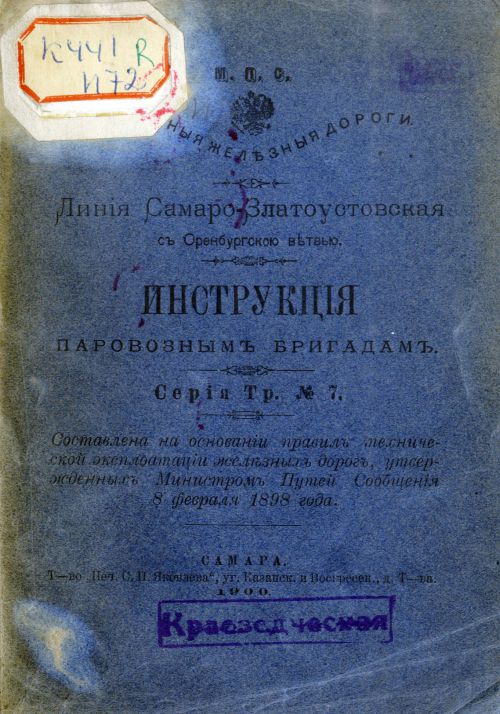 К441 R
И72
М. П. С.
ЖЕЛѢЗНЫЯ ДОРОГИ.
Линія Самаро-Златоустовская
съ Оренбургскою вѣтвью.
ИНСТРУКЦІЯ
ПАРОВОЗНЫМЪ БРИГАДАМЪ.
Серія Тр. № 7.
Составлена на основаніи правилъ техниче-
ской эксплоатаціи желѣзныхъ дорогъ, утвер-
жденныхъ Министромъ Путей Сообщенія
8 февраля 1898 года.
САМАРА.
Т—во „Печ. С. П. Яковлева“, уг. Казанск. и Воскресен., д. Т—ва.
1900.
Краеведческая